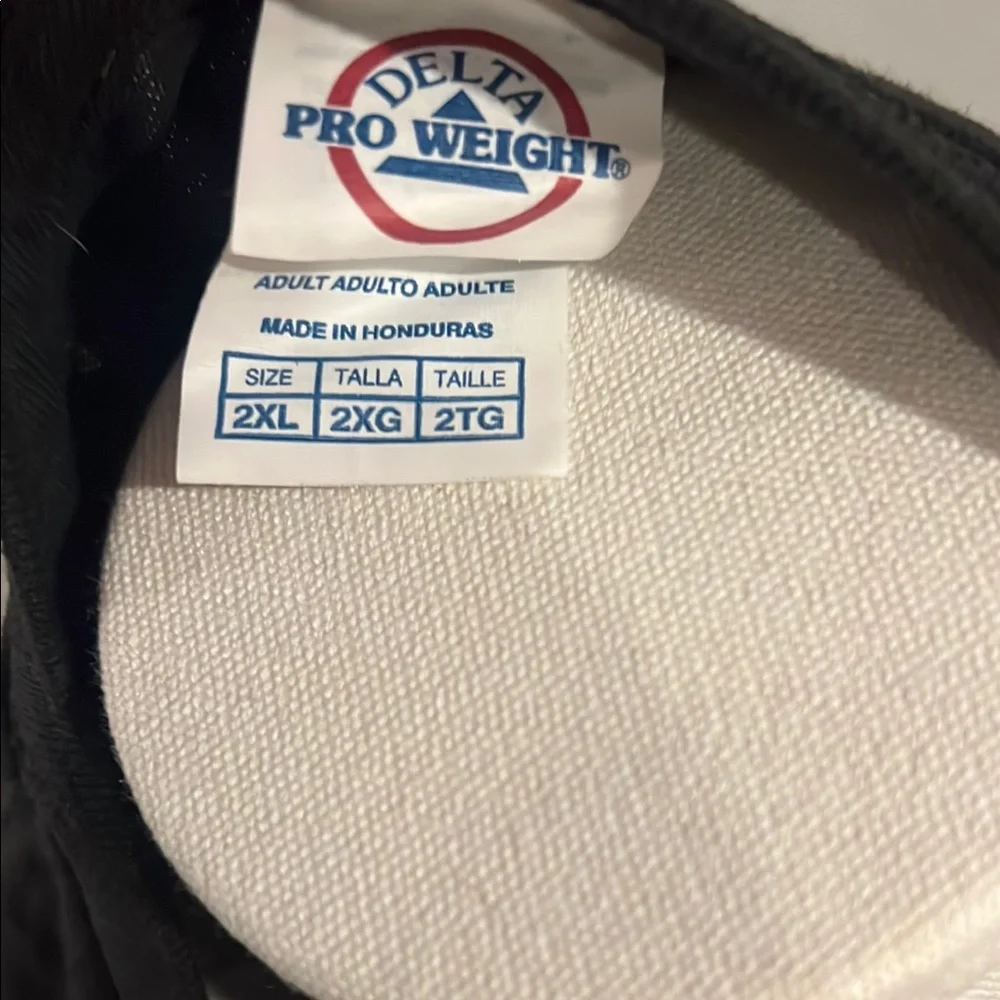 DELTA
PRO WEIGHT®
ADULT ADULTO ADULTE
MADE IN HONDURAS
SIZE TALLA TAILLE
2XL 2XG 2TG